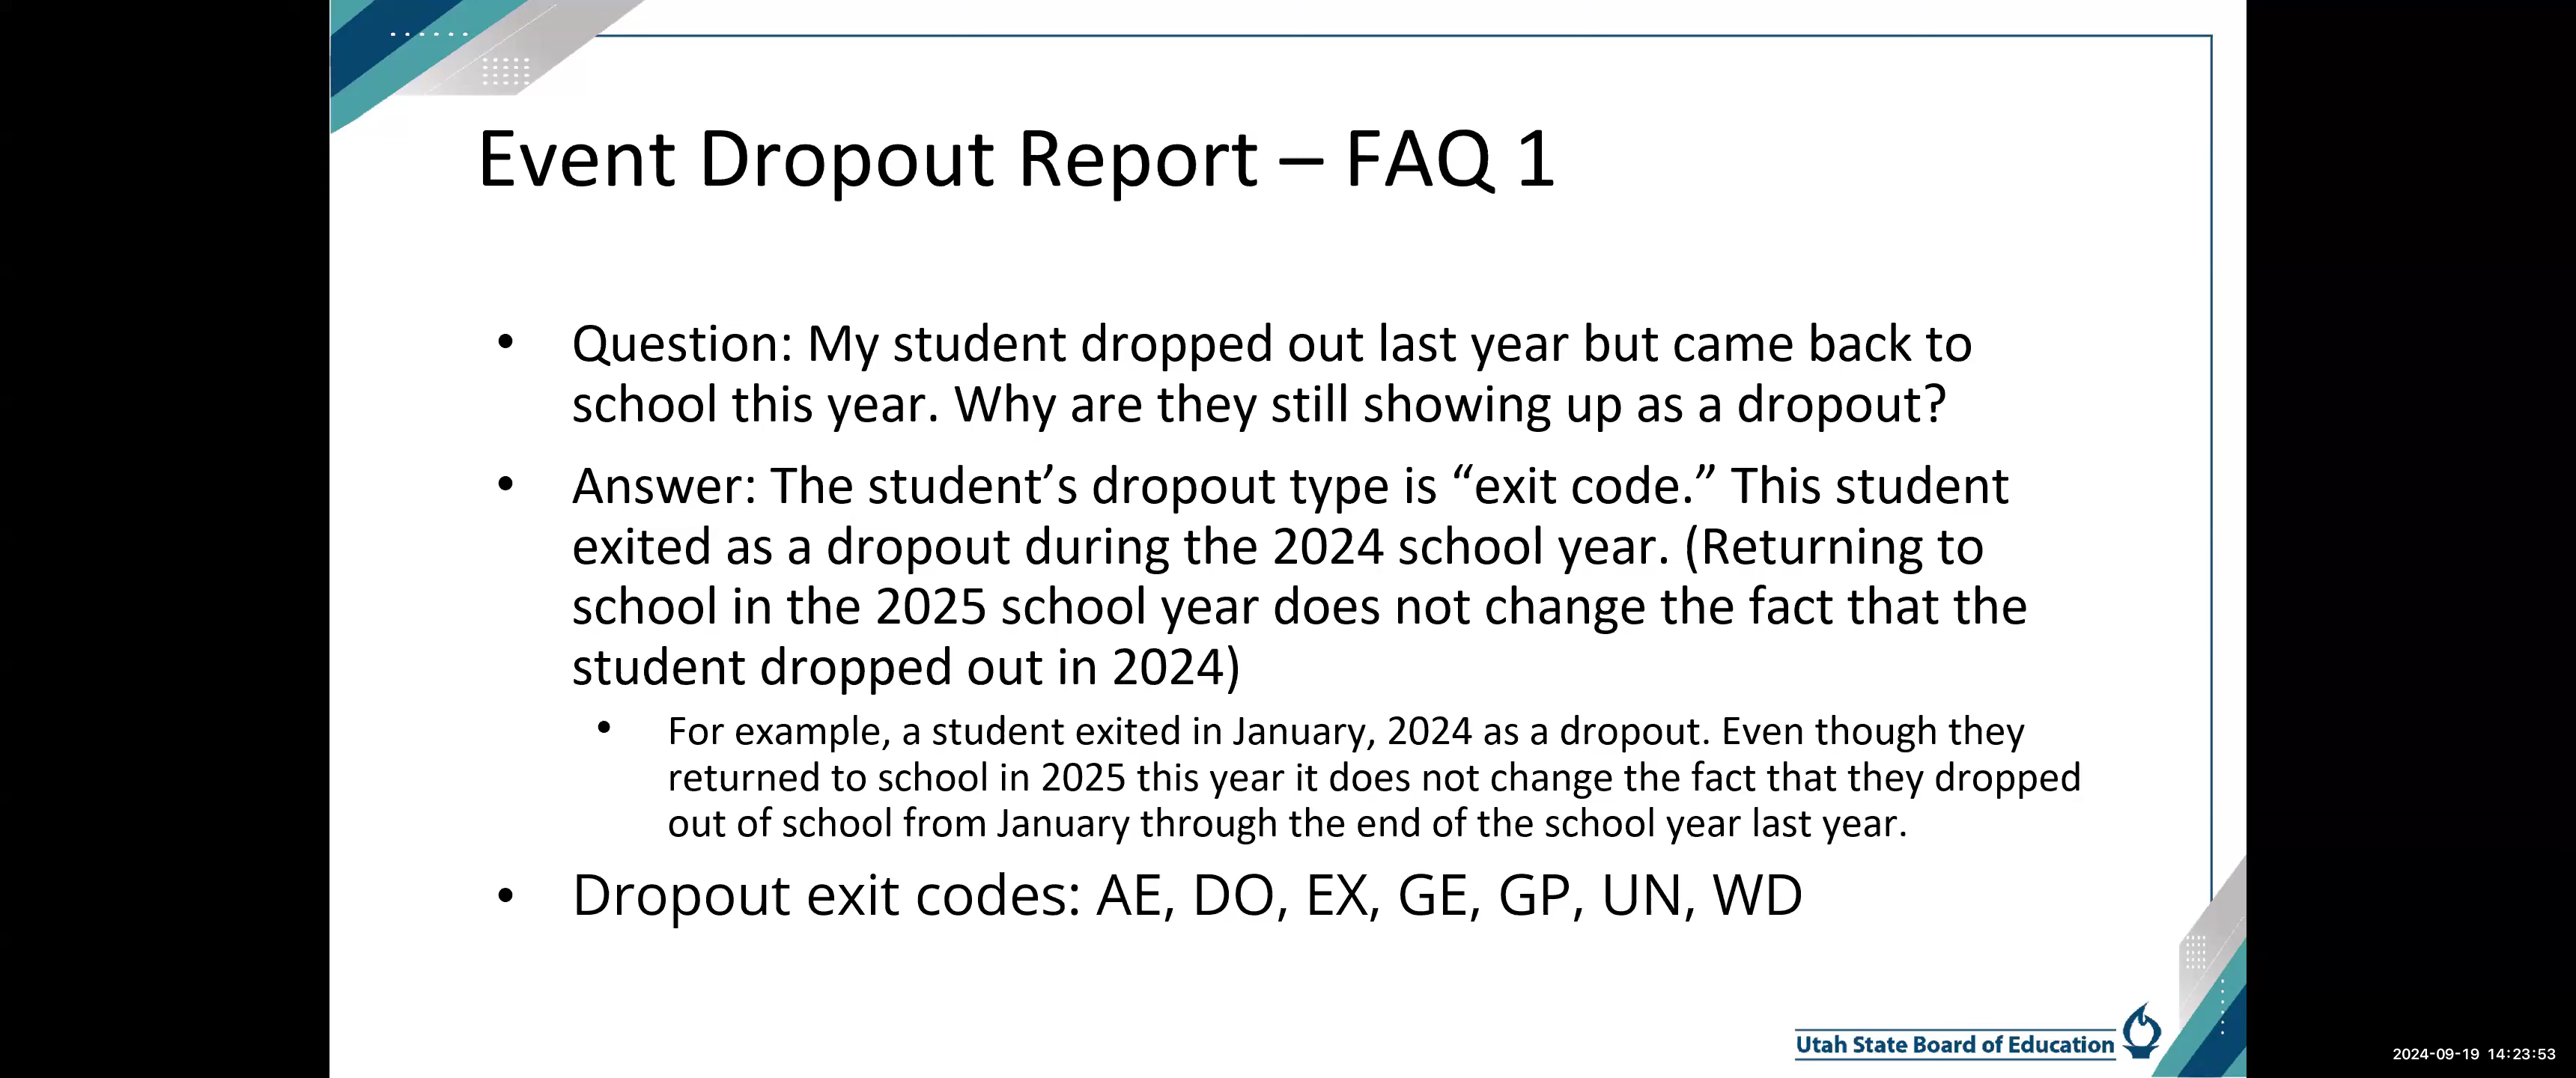 Event Dropout Report – FAQ 1
• Question: My student dropped out last year but came back to
school this year. Why are they still showing up as a dropout?
• Answer: The student’s dropout type is “exit code.” This student
exited as a dropout during the 2024 school year. (Returning to
school in the 2025 school year does not change the fact that the
student dropped out in 2024)
• For example, a student exited in January, 2024 as a dropout. Even though they
returned to school in 2025 this year it does not change the fact that they dropped
out of school from January through the end of the school year last year.
• Dropout exit codes: AE, DO, EX, GE, GP, UN, WD
Utah State Board of Education
2024-09-19 14:23:53